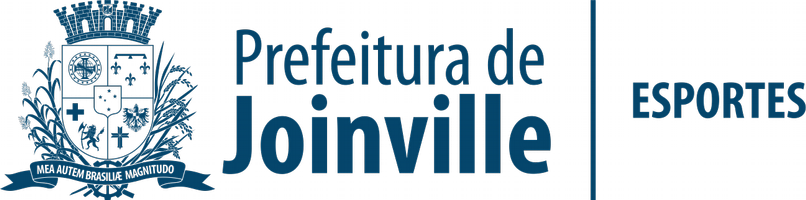 MEA AUTEM BRASILIÆ MAGNITUDO
Prefeitura de
Joinville
ESPORTES